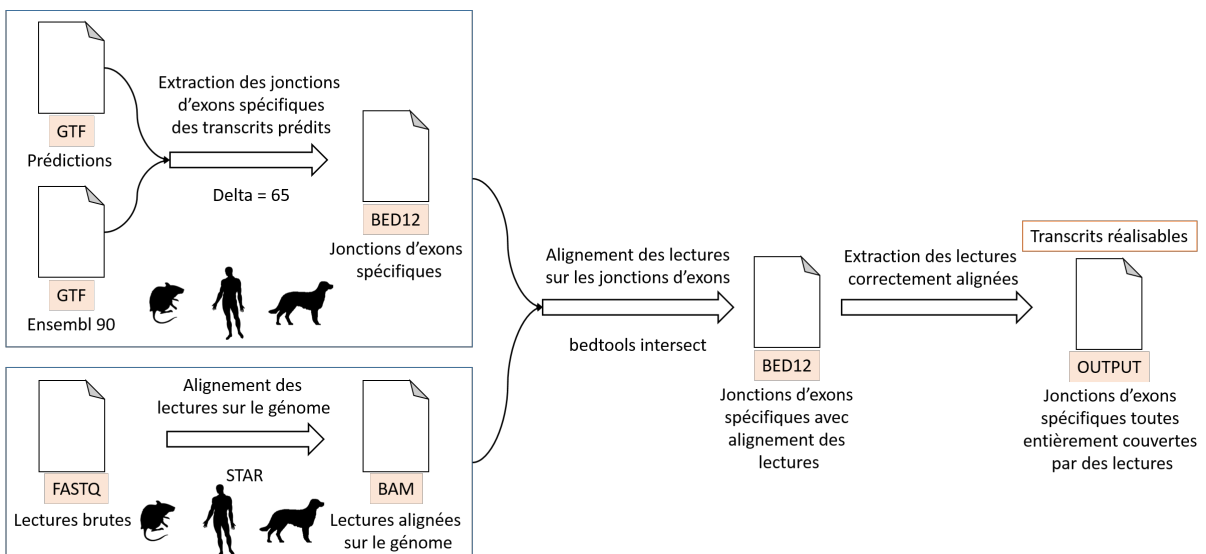 GTF
Prédictions
GTF
Ensembl 90
Extraction des jonctions
d'exons spécifiques
des transcrits prédits
Delta = 65
BED12
Jonctions d'exons
spécifiques
FASTQ
Lectures brutes
Alignement des
lectures sur le génome
STAR
BAM
Lectures alignées
sur le génome
Alignement des lectures
sur les jonctions d'exons
bedtools intersect
BED12
Jonctions d'exons
spécifiques avec
alignement des
lectures
Extraction des lectures
correctement alignées
Transcrits réalisables
OUTPUT
Jonctions d'exons
spécifiques toutes
entièrement couvertes
par des lectures